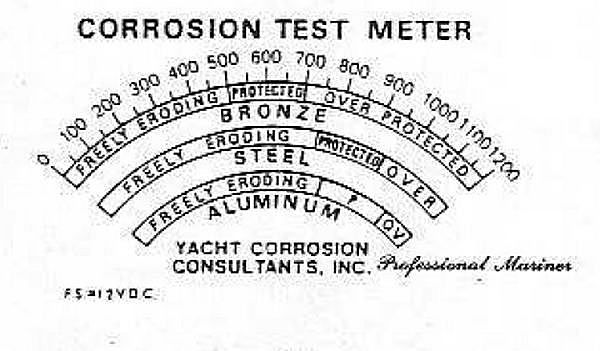 CORROSION TEST METER
0 100 200 300 400 500 600 700 800 900 1000 1100 1200
FREELY ERODING PROTECTED OVER PROTECTED
BRONZE
FREELY ERODING PROTECTED OVER
STEEL
FREELY ERODING P OV
ALUMINUM
YACHT CORROSION
CONSULTANTS, INC. Professional Mariner
F.S.=12VDC